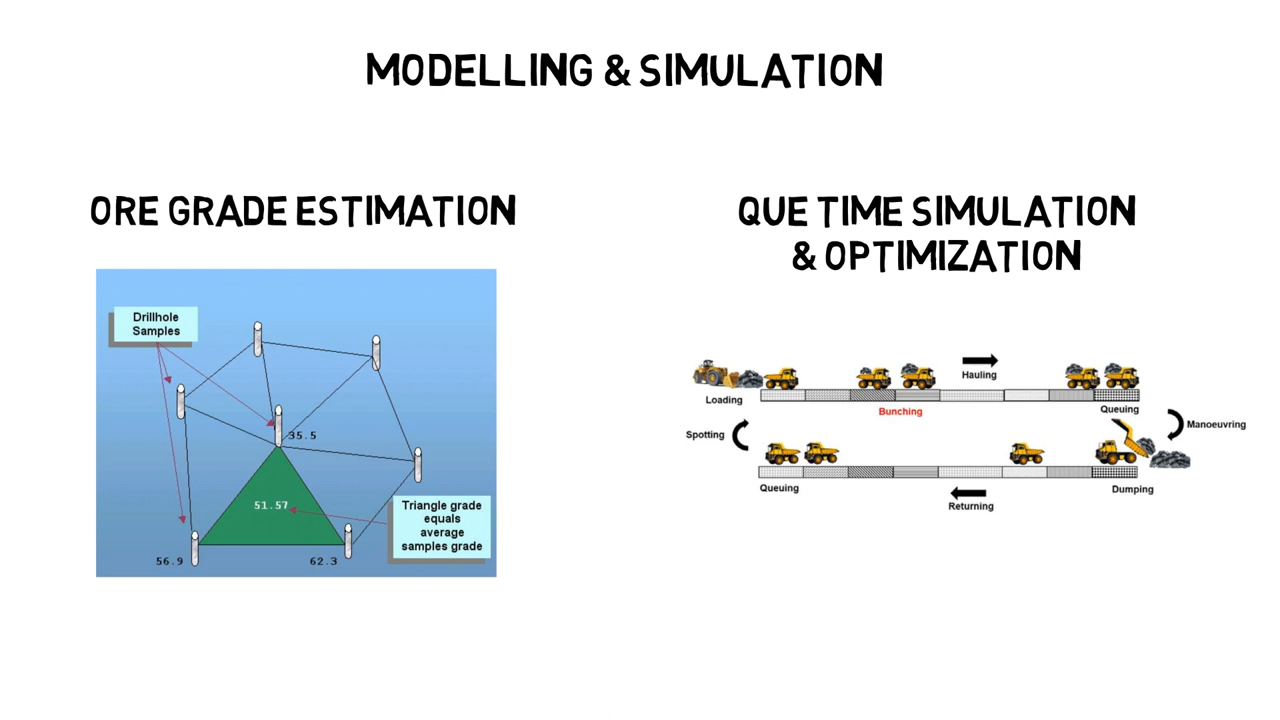 MODELLING & SIMULATION
ORE GRADE ESTIMATION
Drillhole
Samples
35.5
51.57
Triangle grade
equals
average
samples grade
56.9
62.3
QUE TIME SIMULATION
& OPTIMIZATION
Hauling
Loading
Bunching
Queuing
Manoeuvring
Spotting
Queuing
Dumping
Returning